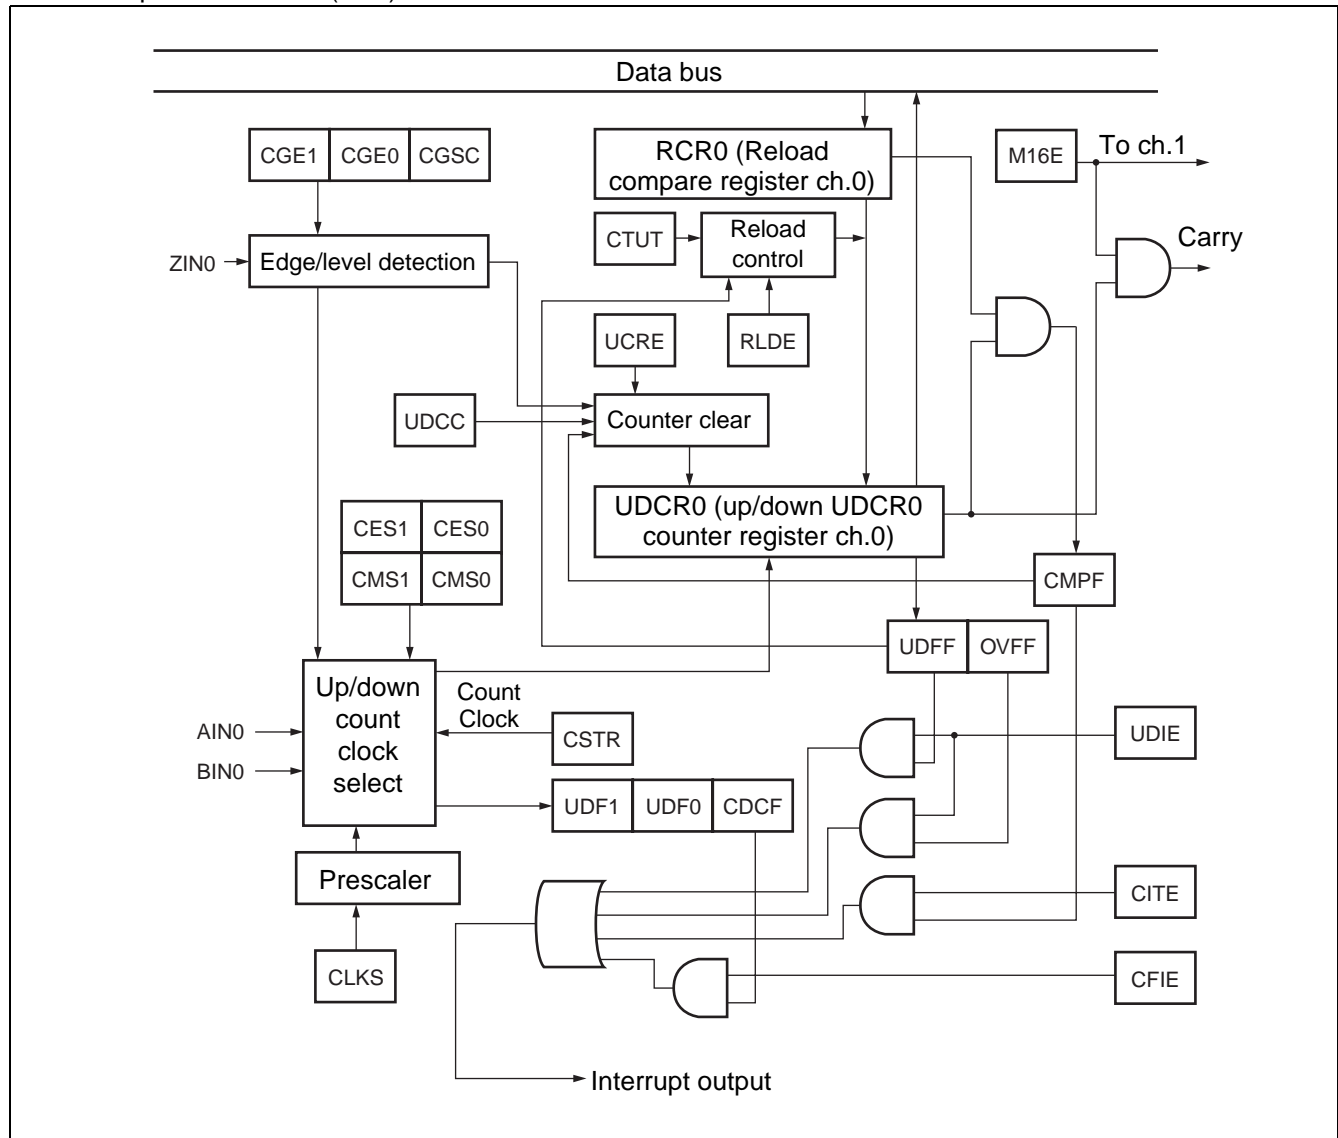 Data bus
CGE1 CGE0 CGSC
RCR0 (Reload
compare register ch.0)
M16E
To ch.1
CTUT
Reload
control
Carry
ZIN0
Edge/level detection
UCRE
RLDE
UDCC
Counter clear
UDCR0 (up/down UDCR0
counter register ch.0)
CES1 CES0
CMS1 CMS0
CMPF
UDFF OVFF
Up/down
count
clock
select
Count
Clock
CSTR
AIN0
BIN0
UDIE
UDF1 UDF0 CDCF
Prescaler
CITE
CLKS
CFIE
Interrupt output